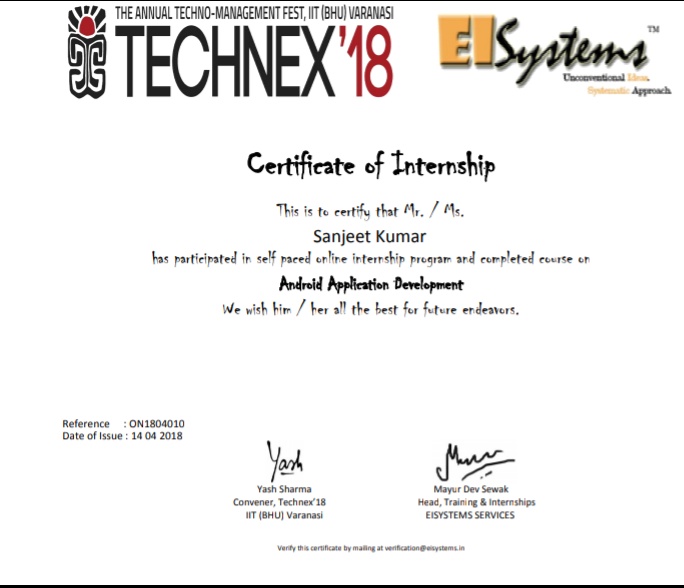 THE ANNUAL TECHNO-MANAGEMENT FEST, IIT (BHU) VARANASI
TECHNEX'18
EISystems™
Unconventional Ideas.
Systematic Approach.
Certificate of Internship
This is to certify that Mr. / Ms.
Sanjeet Kumar
has participated in self paced online internship program and completed course on
Android Application Development
We wish him / her all the best for future endeavors.
Reference : ON1804010
Date of Issue : 14 04 2018
Yash
Yash Sharma
Convener, Technex'18
IIT (BHU) Varanasi
Mayur Dev Sewak
Head, Training & Internships
EISYSTEMS SERVICES
Verify this certificate by mailing at verification@eisystems.in